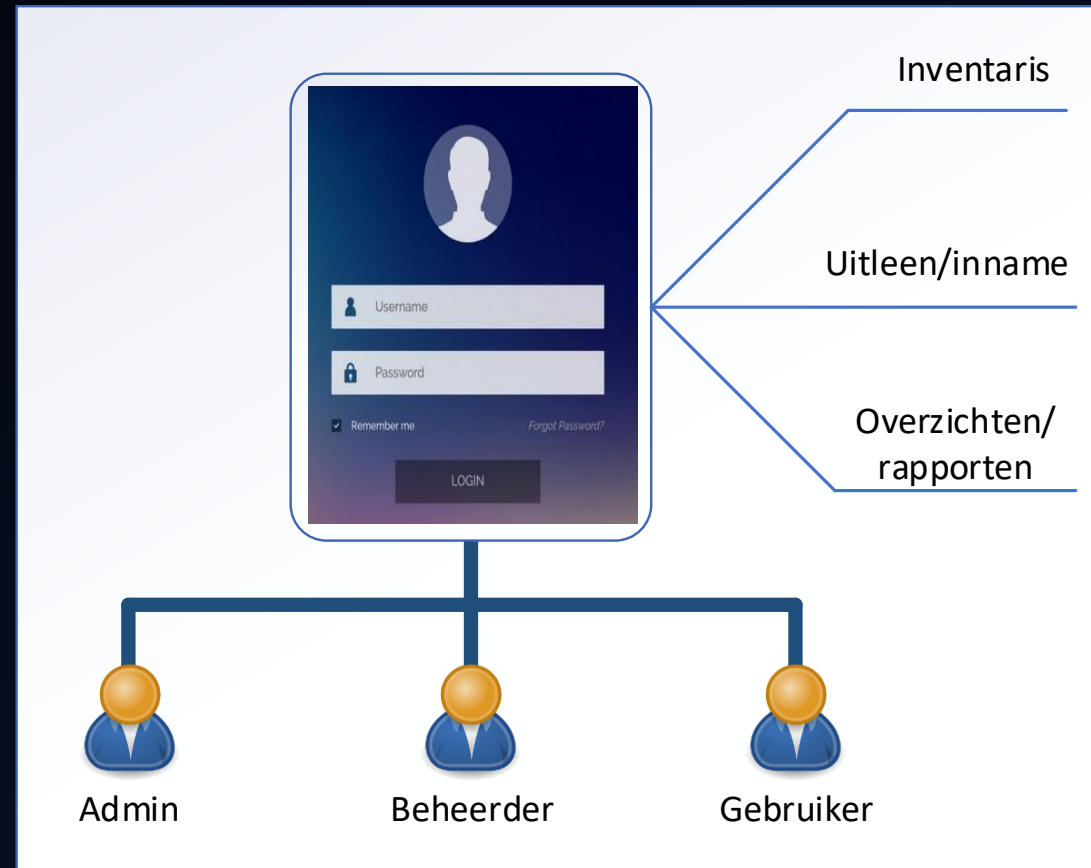 Inventaris
Uitleen/inname
Overzichten/
rapporten
Username
Password
Remember me
Forgot Password?
LOGIN
Admin
Beheerder
Gebruiker